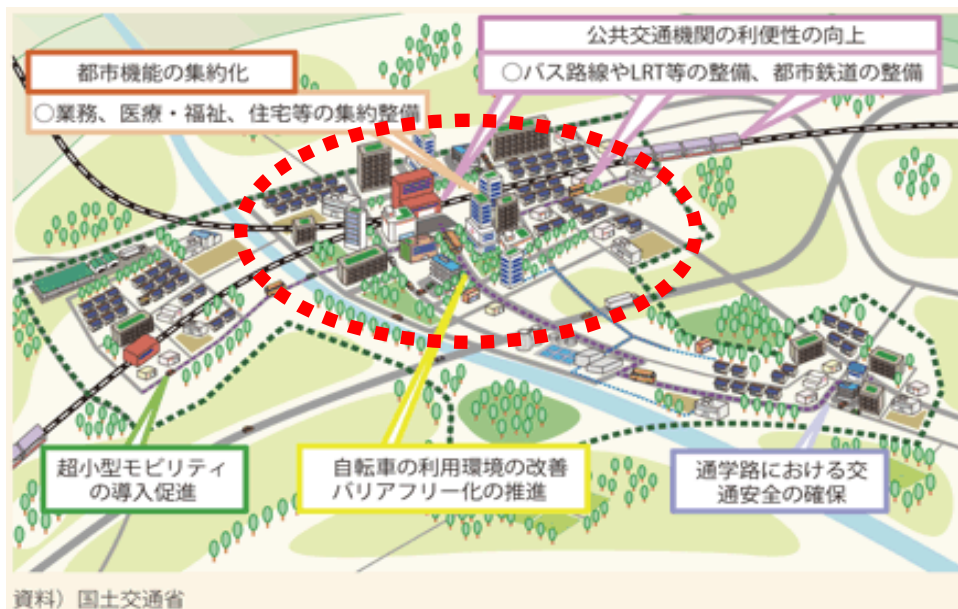 公共交通機関の利便性の向上
○バス路線やLRT等の整備、都市鉄道の整備
都市機能の集約化
○業務、医療・福祉、住宅等の集約整備
超小型モビリティ
の導入促進
自転車の利用環境の改善
バリアフリー化の推進
通学路における交
通安全の確保
資料）国土交通省